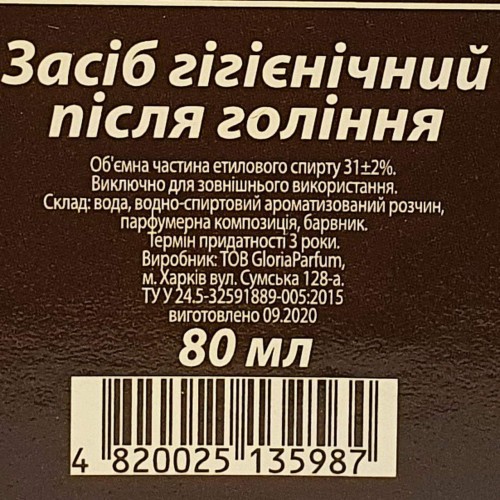 Засіб гігієнічний
після гоління
Об'ємна частина етилового спирту 31±2%.
Виключно для зовнішнього використання.
Склад: вода, водно-спиртовий ароматизований розчин,
парфумерна композиція, барвник.
Термін придатності 3 роки.
Виробник: ТОВ GloriaParfum,
м. Харків вул. Сумська 128-а.
ТУ У 24.5-32591889-005:2015
виготовлено 09.2020
80 мл
4 820025 135987